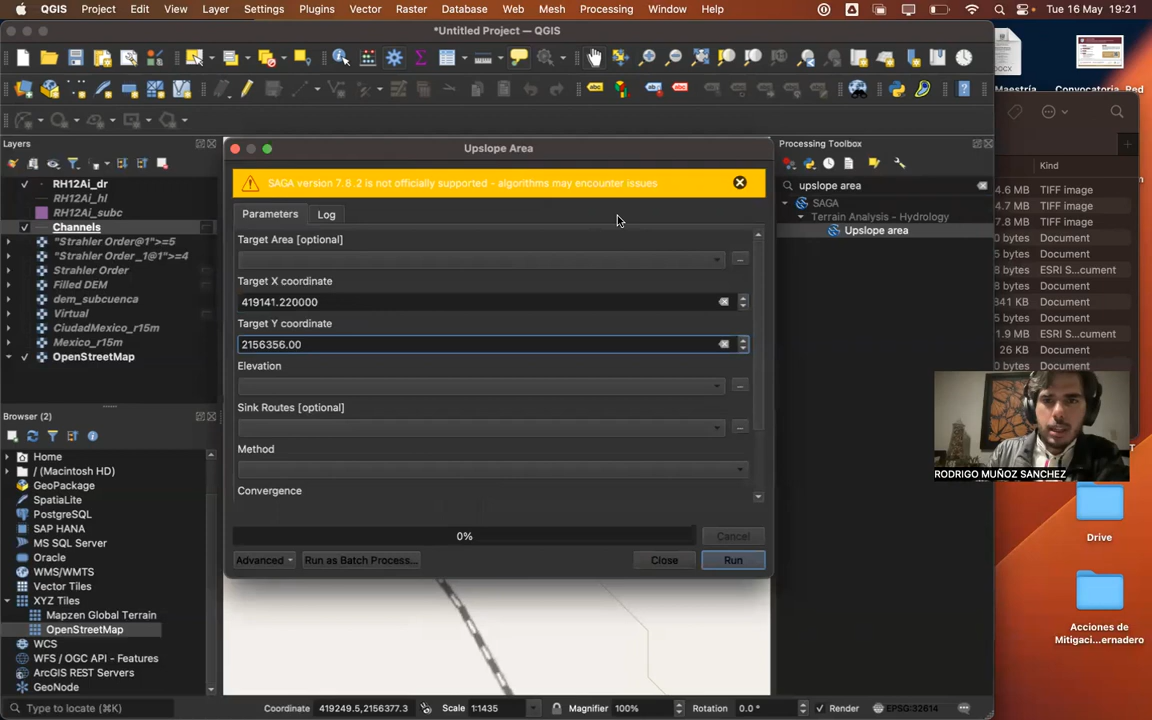 QGIS Project Edit View Layer Settings Plugins Vector Raster Database Web Mesh Processing Window Help Tue 16 May 19:21
*Untitled Project — QGIS
DOCX
Maestría
Convocatoria_Red
Layers
RH12Ai_dr
RH12Ai_hl
RH12Ai_subc
Channels
"Strahler Order@1">=5
"Strahler Order _1@1">=4
Strahler Order
Filled DEM
dem_subcuenca
Virtual
CiudadMexico_r15m
Mexico_r15m
OpenStreetMap
Browser (2)
Home
/ (Macintosh HD)
GeoPackage
SpatiaLite
PostgreSQL
SAP HANA
MS SQL Server
Oracle
WMS/WMTS
Vector Tiles
XYZ Tiles
Mapzen Global Terrain
OpenStreetMap
WCS
WFS / OGC API - Features
ArcGIS REST Servers
GeoNode
Upslope Area
SAGA version 7.8.2 is not officially supported - algorithms may encounter issues
Parameters Log
Target Area [optional]
Target X coordinate
419141.220000
Target Y coordinate
2156356.00
Elevation
Sink Routes [optional]
Method
Convergence
0%
Cancel
Advanced Run as Batch Process... Close Run
Processing Toolbox
upslope area
SAGA
Terrain Analysis - Hydrology
Upslope area
Kind
4.6 MB TIFF image
4.7 MB TIFF image
7.8 MB TIFF image
0 bytes Document
5 bytes ESRI S...cument
8 bytes Document
341 KB Document
1.9 MB ESRI S...cument
26 KB Document
0 bytes Document
RODRIGO MUÑOZ SANCHEZ
Drive
Acciones de
Mitigaci...ernadero
Type to locate (⌘K)
Coordinate 419249.5,2156377.3 Scale 1:1435 Magnifier 100% Rotation 0.0 ° Render EPSG:32614